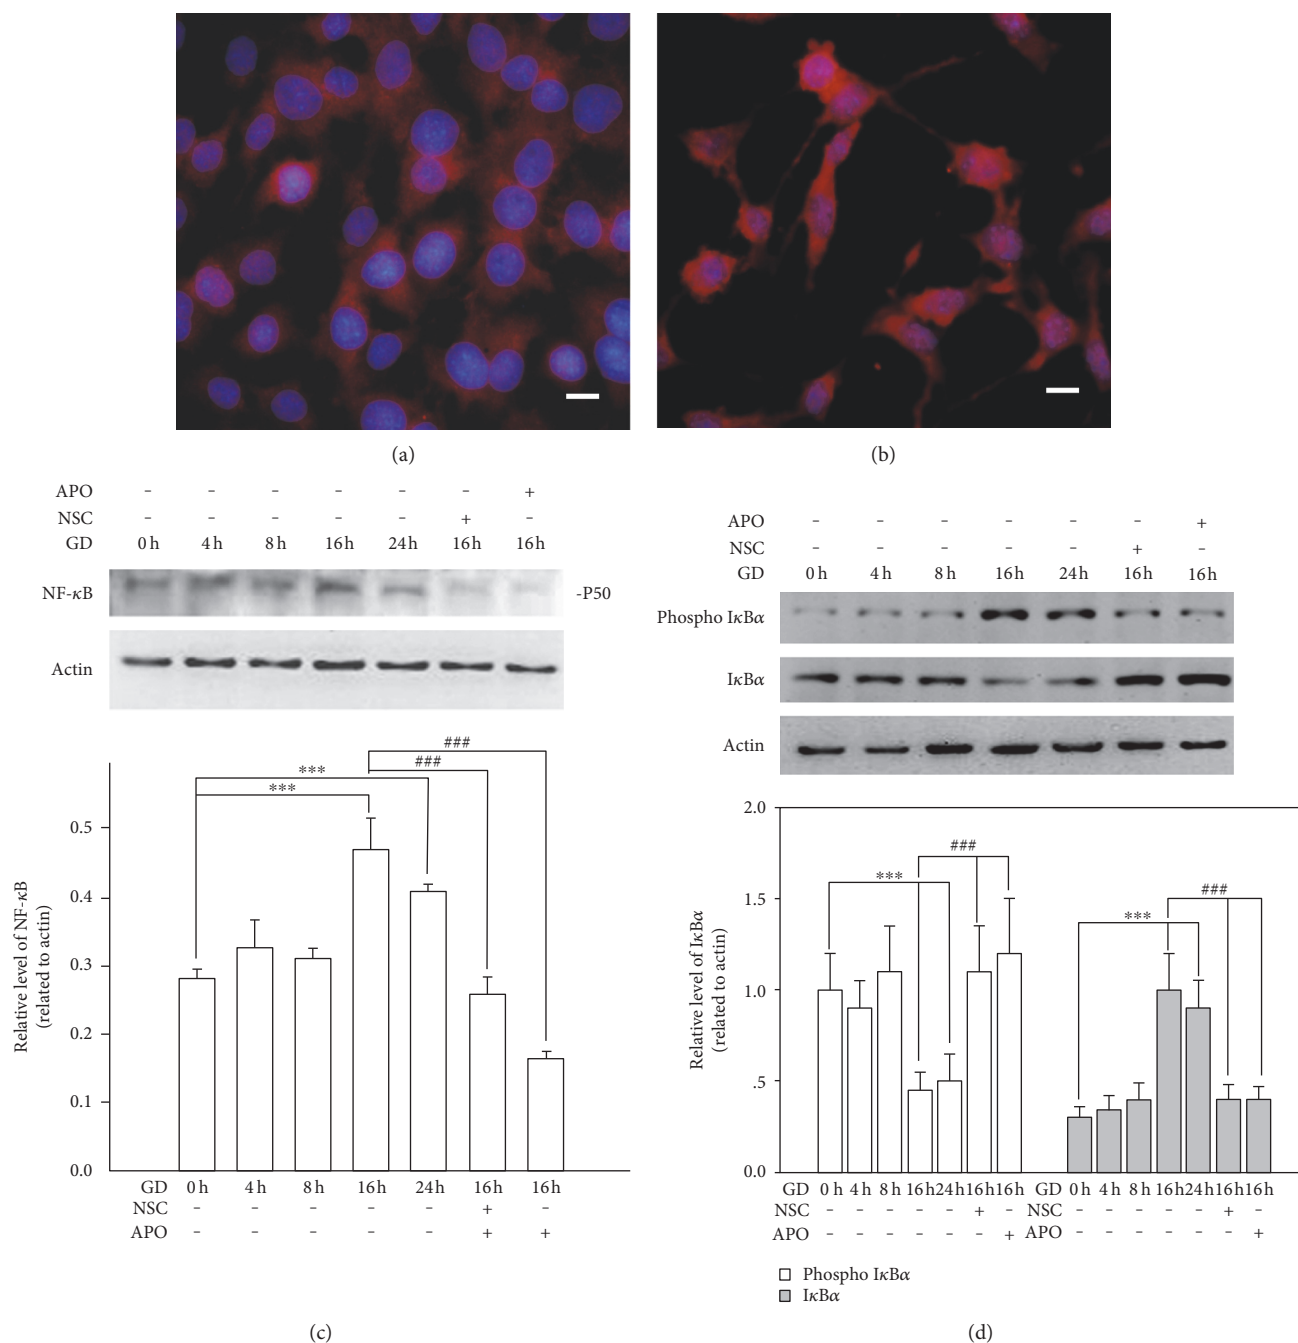 (a)
(b)
APO – – – – – – +
NSC – – – – – + –
GD 0 h 4 h 8 h 16 h 24 h 16 h 16 h
NF-κB
-P50
Actin
###
###
***
***
0.5
0.4
0.3
0.2
0.1
0.0
Relative level of NF-κB
(related to actin)
GD 0 h 4 h 8 h 16 h 24 h 16 h 16 h
NSC – – – – – + –
APO – – – – – + +
(c)
APO – – – – – – +
NSC – – – – – + –
GD 0 h 4 h 8 h 16 h 24 h 16 h 16 h
Phospho IκBα
IκBα
Actin
2.0
1.5
1.0
.5
0.0
Relative level of IκBα
(related to actin)
***
###
***
###
GD 0 h 4 h 8 h 16 h 24 h 16 h 16 h GD 0 h 4 h 8 h 16 h 24 h 16 h 16 h
NSC – – – – – + – NSC – – – – – + –
APO – – – – – – + APO – – – – – – +
Phospho IκBα
IκBα
(d)